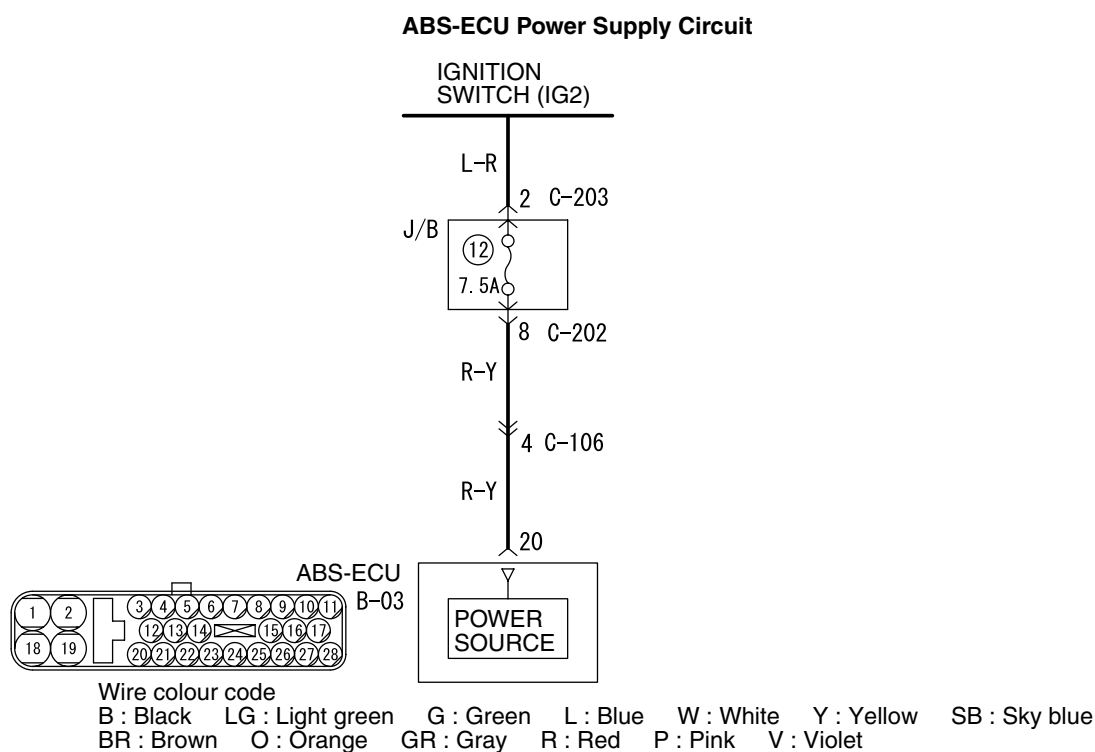 ABS-ECU Power Supply Circuit
IGNITION
SWITCH (IG2)
L-R
2 C-203
J/B
12
7.5A
8 C-202
R-Y
4 C-106
R-Y
20
ABS-ECU
B-03
POWER
SOURCE
1 2 3 4 5 6 7 8 9 10 11
12 13 14 15 16 17
18 19 20 21 22 23 24 25 26 27 28
Wire colour code
B : Black LG : Light green G : Green L : Blue W : White Y : Yellow SB : Sky blue
BR : Brown O : Orange GR : Gray R : Red P : Pink V : Violet